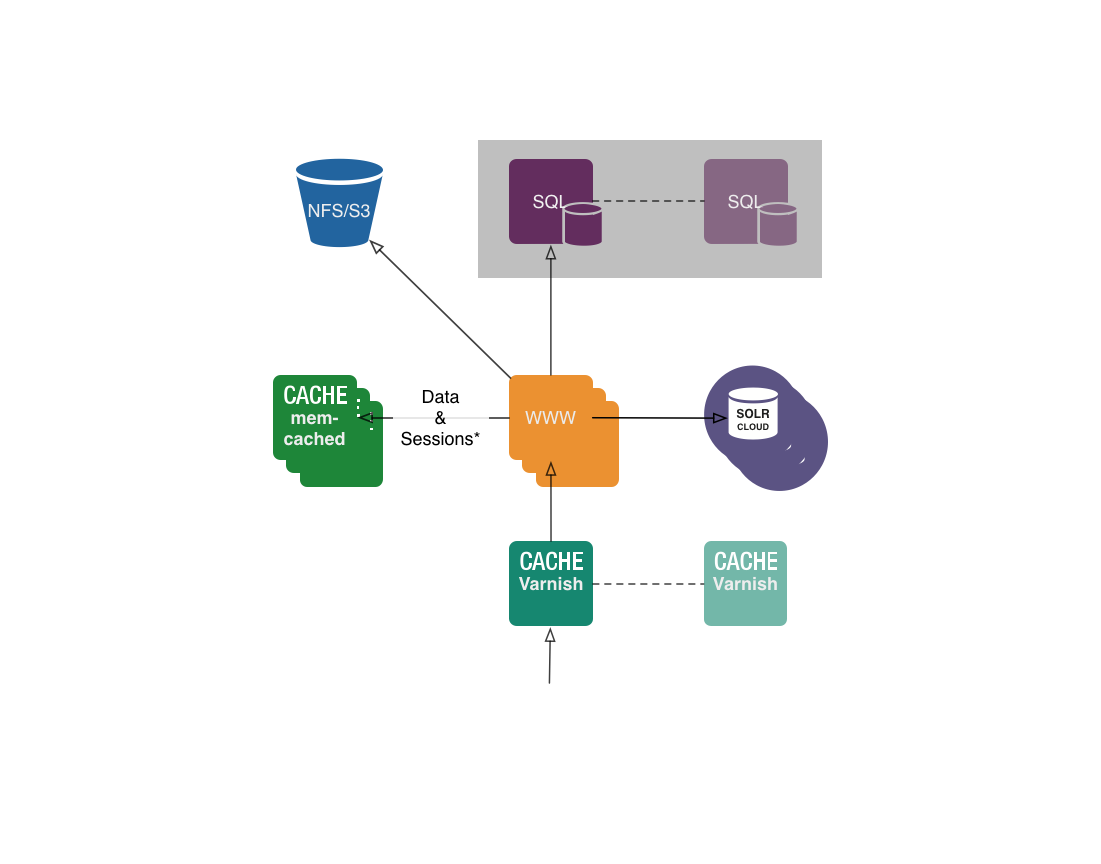 NFS/S3
SQL
SQL
CACHE
mem-
cached
Data
&
Sessions*
WWW
SOLR
CLOUD
CACHE
Varnish
CACHE
Varnish